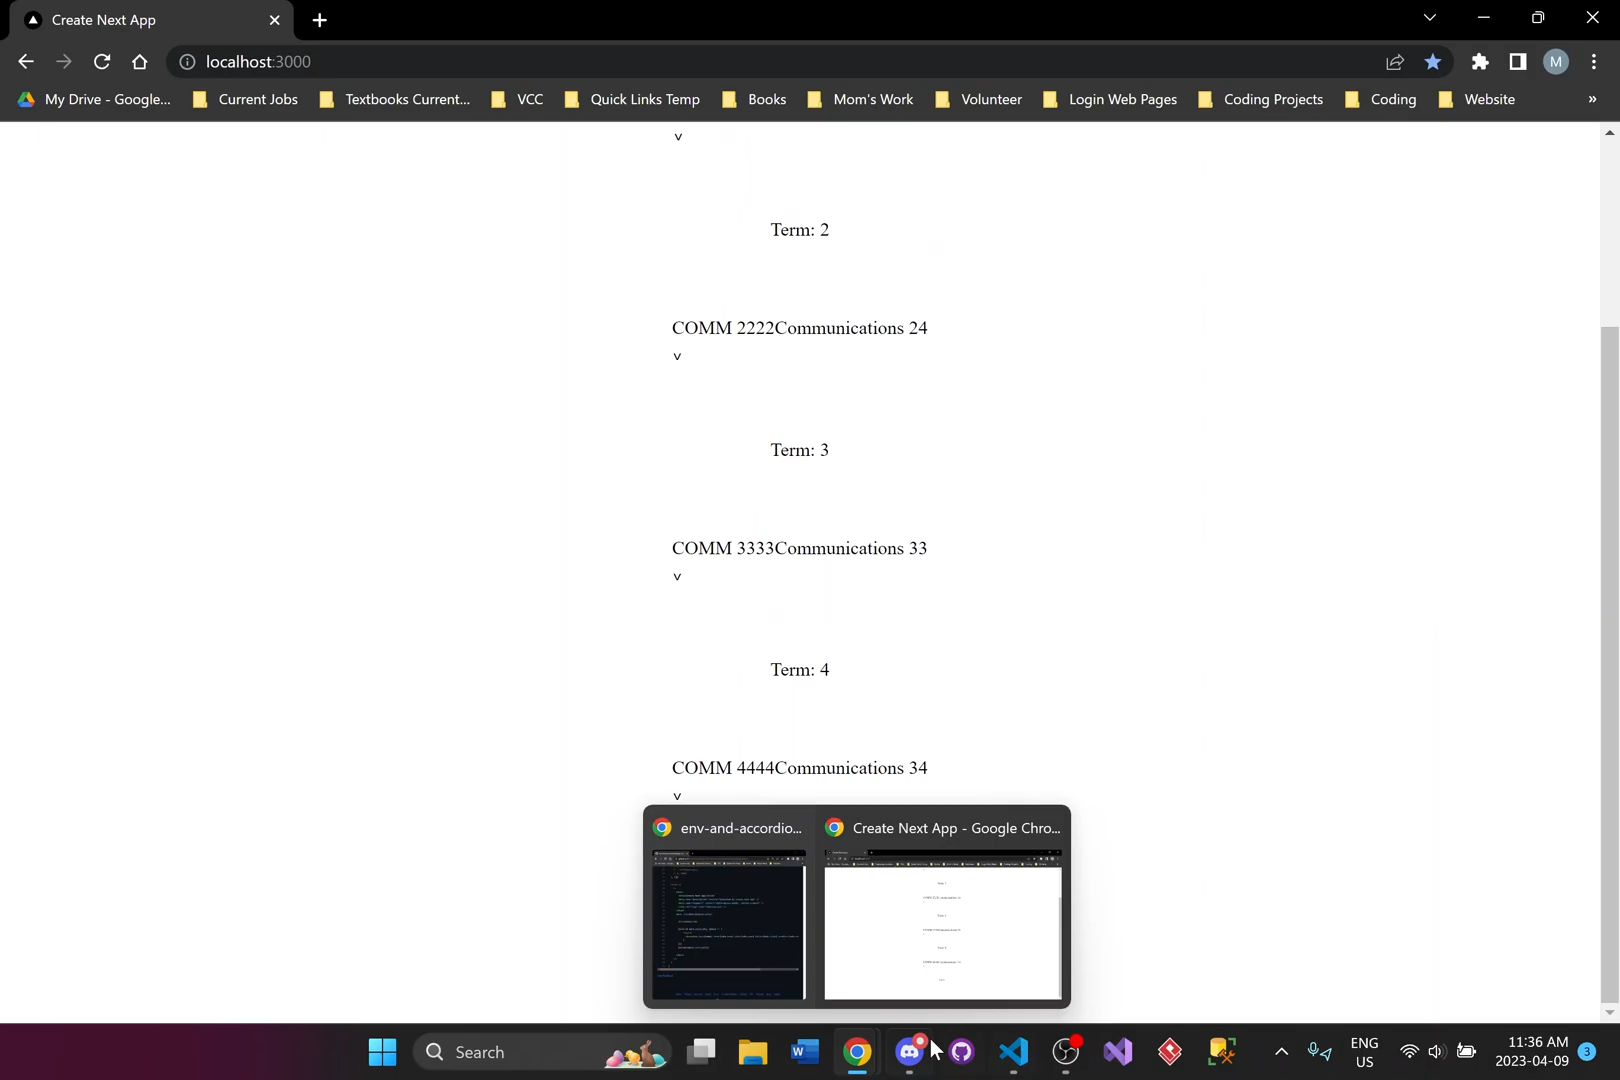 Create Next App
localhost:3000
My Drive - Google...
Current Jobs
Textbooks Current...
VCC
Quick Links Temp
Books
Mom's Work
Volunteer
Login Web Pages
Coding Projects
Coding
Website
»
M
v
Term: 2
COMM 2222Communications 24
v
Term: 3
COMM 3333Communications 33
v
Term: 4
COMM 4444Communications 34
v
env-and-accordio...
Create Next App - Google Chro...
Search
ENG
US
11:36 AM
2023-04-09
3